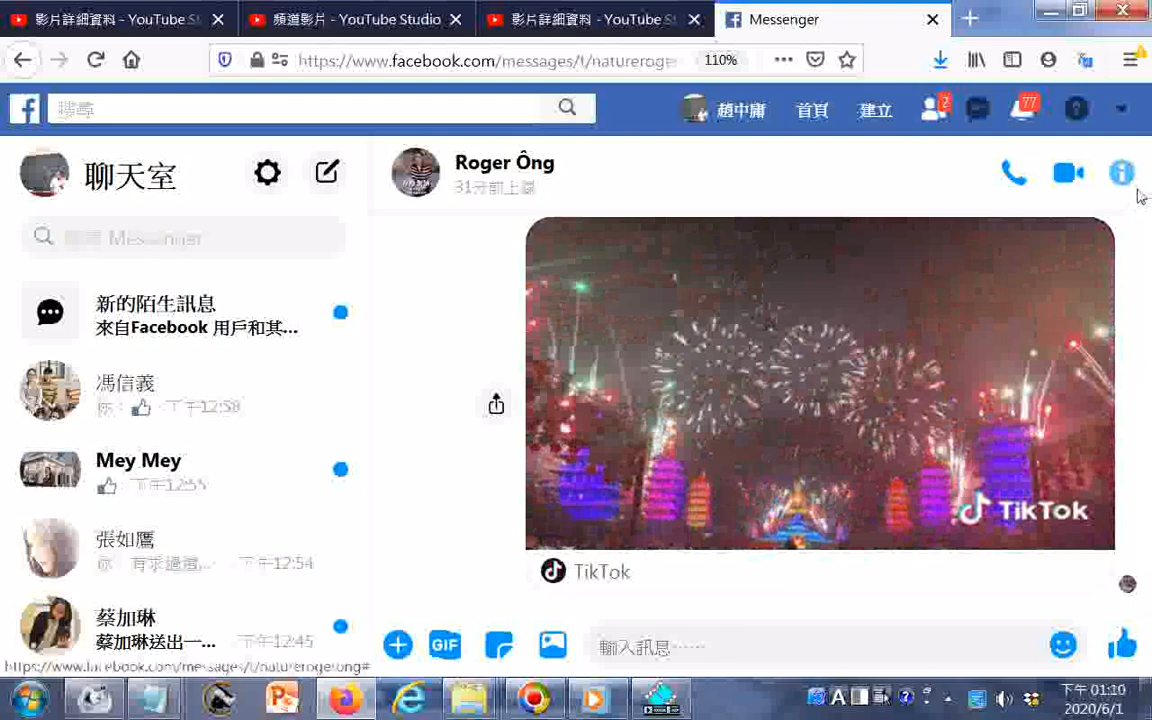 影片詳細資料 - YouTube St
頻道影片 - YouTube Studio
影片詳細資料 - YouTube St
Messenger
https://www.facebook.com/messages/t/natureroge
110%
搜尋
趙中庸
首頁
建立
2
77
聊天室
Roger Ông
31分前上線
搜尋 Messenger
新的陌生訊息
來自Facebook 用戶和其...
馮信義
你： 下午12:58
Mey Mey
下午12:55
張如鷹
下午12:54
蔡加琳
蔡加琳送出一... 下午12:45
TikTok
TikTok
GIF
輸入訊息……
https://www.facebook.com/messages/t/natureroger.ong#
下午 01:10
2020/6/1